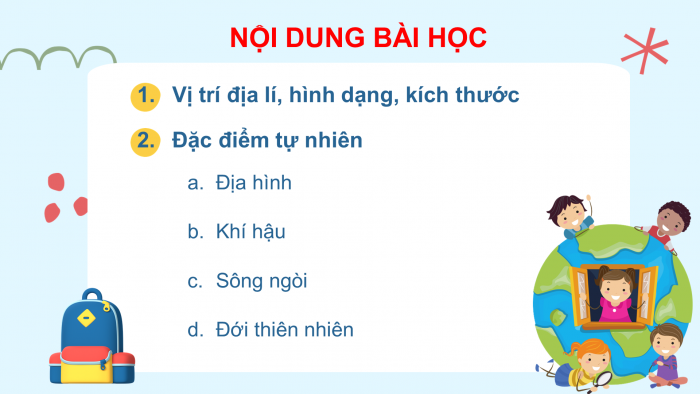 NỘI DUNG BÀI HỌC
1. Vị trí địa lí, hình dạng, kích thước
2. Đặc điểm tự nhiên
a. Địa hình
b. Khí hậu
c. Sông ngòi
d. Đới thiên nhiên